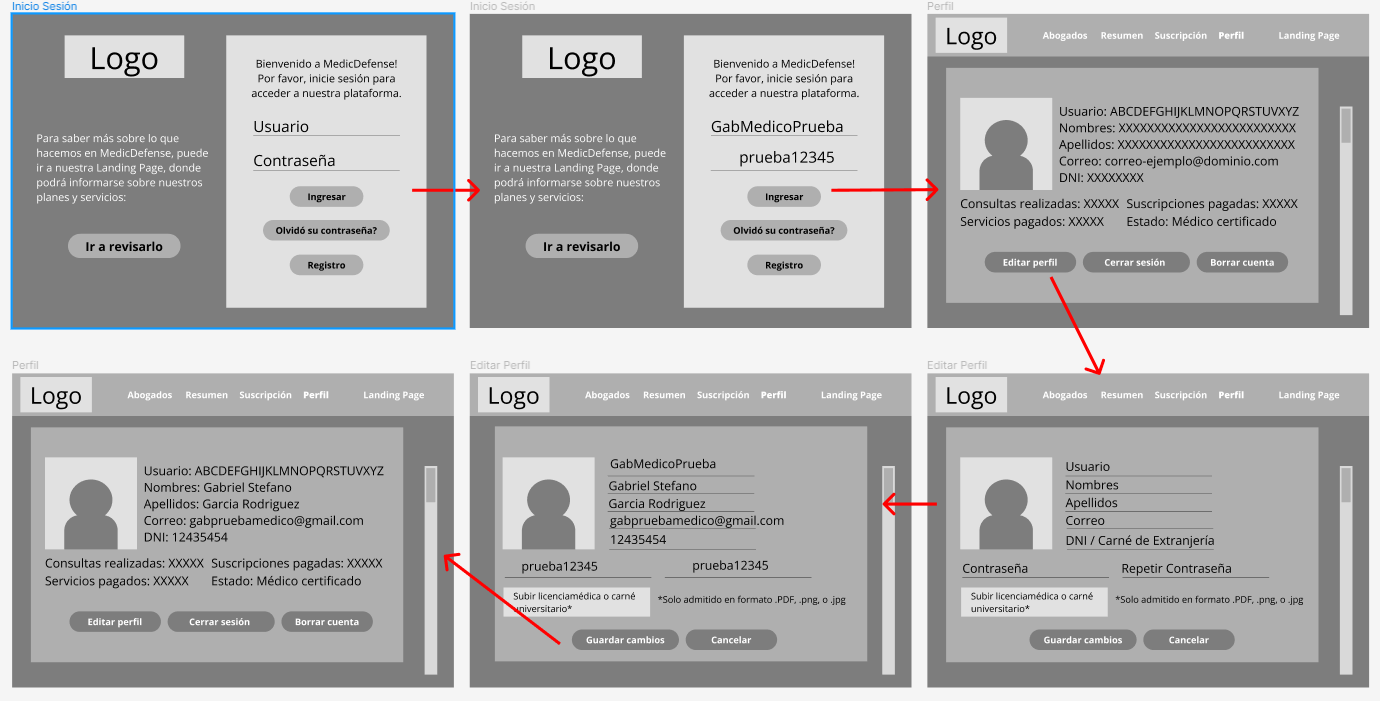 Inicio Sesión
Logo
Para saber más sobre lo que
hacemos en MedicDefense, puede
ir a nuestra Landing Page, donde
podrá informarse sobre nuestros
planes y servicios:
Ir a revisarlo
Bienvenido a MedicDefense!
Por favor, inicie sesión para
acceder a nuestra plataforma.
Usuario
Contraseña
Ingresar
Olvidó su contraseña?
Registro
Inicio Sesión
Logo
Para saber más sobre lo que
hacemos en MedicDefense, puede
ir a nuestra Landing Page, donde
podrá informarse sobre nuestros
planes y servicios:
Ir a revisarlo
Bienvenido a MedicDefense!
Por favor, inicie sesión para
acceder a nuestra plataforma.
GabMedicoPrueba
prueba12345
Ingresar
Olvidó su contraseña?
Registro
Perfil
Logo
Abogados Resumen Suscripción Perfil Landing Page
Usuario: ABCDEFGHIJKLMNOPQRSTUVXYZ
Nombres: XXXXXXXXXXXXXXXXXXXXXXXXX
Apellidos: XXXXXXXXXXXXXXXXXXXXXXXXX
Correo: correo-ejemplo@dominio.com
DNI: XXXXXXXX
Consultas realizadas: XXXXX Suscripciones pagadas: XXXXX
Servicios pagados: XXXXX Estado: Médico certificado
Editar perfil Cerrar sesión Borrar cuenta
Perfil
Logo
Abogados Resumen Suscripción Perfil Landing Page
Usuario: ABCDEFGHIJKLMNOPQRSTUVXYZ
Nombres: Gabriel Stefano
Apellidos: Garcia Rodriguez
Correo: gabpruebamedico@gmail.com
DNI: 12435454
Consultas realizadas: XXXXX Suscripciones pagadas: XXXXX
Servicios pagados: XXXXX Estado: Médico certificado
Editar perfil Cerrar sesión Borrar cuenta
Editar Perfil
Logo
Abogados Resumen Suscripción Perfil Landing Page
GabMedicoPrueba
Gabriel Stefano
Garcia Rodriguez
gabpruebamedico@gmail.com
12435454
prueba12345 prueba12345
Subir licenciamédica o carné
universitario*
*Solo admitido en formato .PDF, .png, o .jpg
Guardar cambios Cancelar
Editar Perfil
Logo
Abogados Resumen Suscripción Perfil Landing Page
Usuario
Nombres
Apellidos
Correo
DNI / Carné de Extranjería
Contraseña Repetir Contraseña
Subir licenciamédica o carné
universitario*
*Solo admitido en formato .PDF, .png, o .jpg
Guardar cambios Cancelar